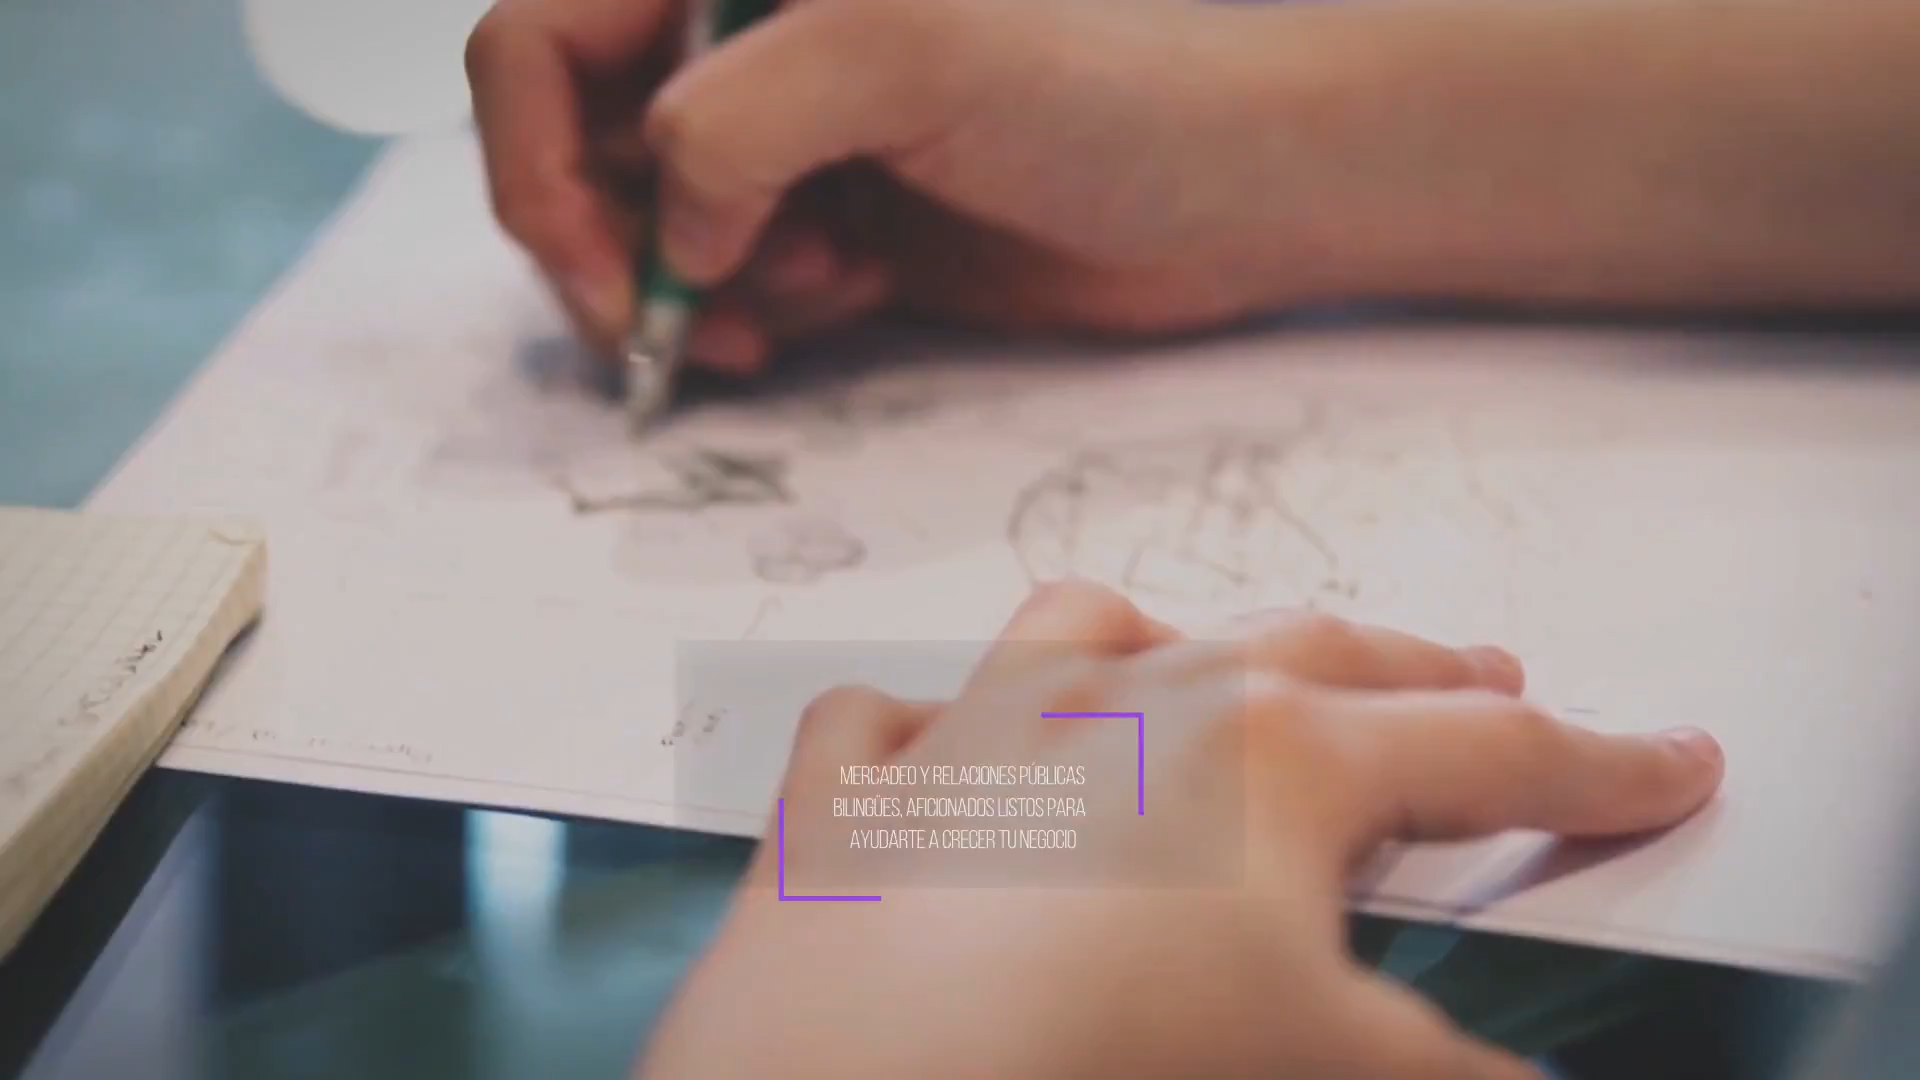 MERCADEO Y RELACIONES PÚBLICAS
BILINGÜES, AFICIONADOS LISTOS PARA
AYUDARTE A CRECER TU NEGOCIO